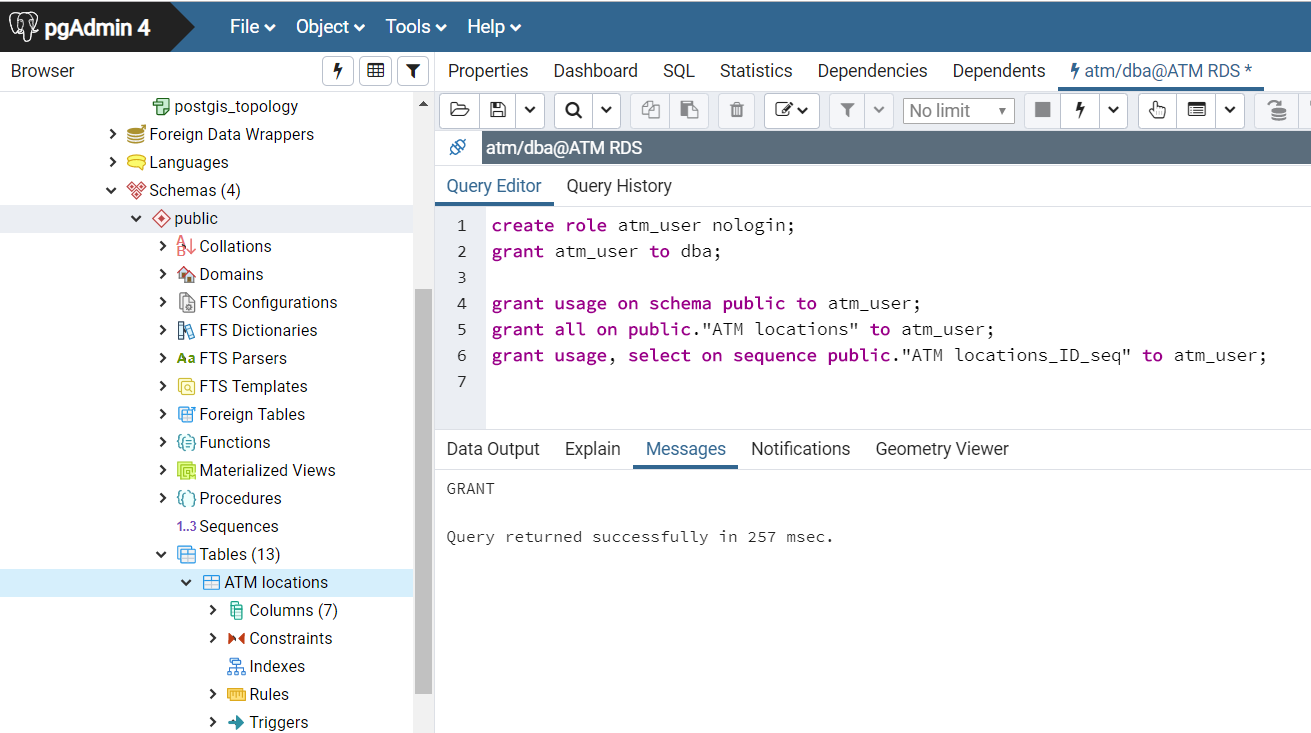 pgAdmin 4
File Object Tools Help
Browser
Properties Dashboard SQL Statistics Dependencies Dependents atm/dba@ATM RDS *
No limit
atm/dba@ATM RDS
Query Editor Query History
postgis_topology
Foreign Data Wrappers
Languages
Schemas (4)
public
Collations
Domains
FTS Configurations
FTS Dictionaries
Aa FTS Parsers
FTS Templates
Foreign Tables
Functions
Materialized Views
Procedures
1..3 Sequences
Tables (13)
ATM locations
Columns (7)
Constraints
Indexes
Rules
Triggers
1 create role atm_user nologin;
2 grant atm_user to dba;
3
4 grant usage on schema public to atm_user;
5 grant all on public."ATM locations" to atm_user;
6 grant usage, select on sequence public."ATM locations_ID_seq" to atm_user;
7
Data Output Explain Messages Notifications Geometry Viewer
GRANT
Query returned successfully in 257 msec.